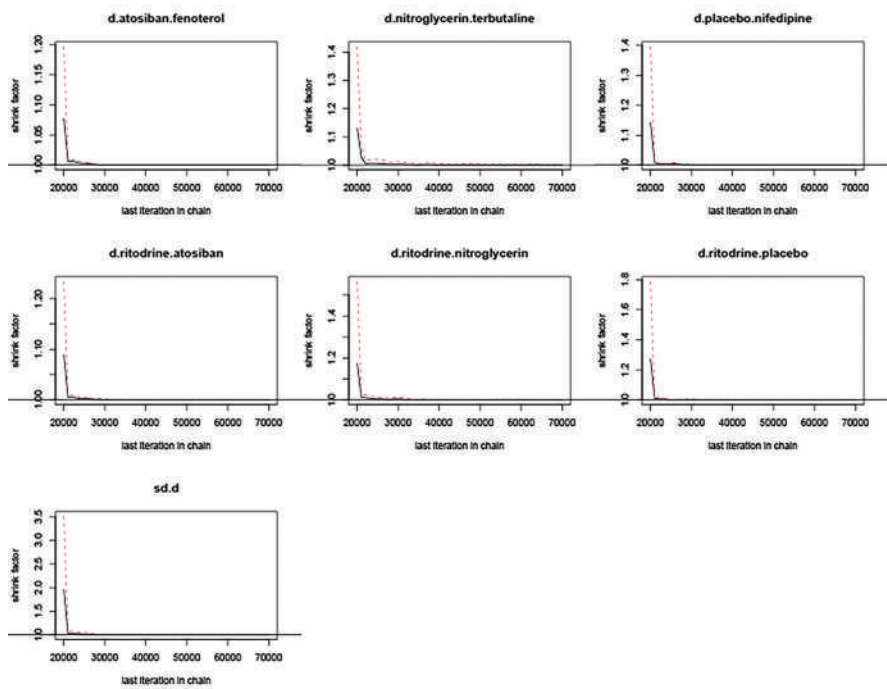 d.atosiban.fenoterol
shrink factor
1.00 1.05 1.10 1.15 1.20
20000 30000 40000 50000 60000 70000
last iteration in chain
d.nitroglycerin.terbutaline
shrink factor
1.0 1.1 1.2 1.3 1.4
20000 30000 40000 50000 60000 70000
last iteration in chain
d.placebo.nifedipine
shrink factor
1.0 1.1 1.2 1.3 1.4
20000 30000 40000 50000 60000 70000
last iteration in chain
d.ritodrine.atosiban
shrink factor
1.00 1.10 1.20
20000 30000 40000 50000 60000 70000
last iteration in chain
d.ritodrine.nitroglycerin
shrink factor
1.0 1.2 1.4
20000 30000 40000 50000 60000 70000
last iteration in chain
d.ritodrine.placebo
shrink factor
1.0 1.2 1.4 1.6 1.8
20000 30000 40000 50000 60000 70000
last iteration in chain
sd.d
shrink factor
1.0 1.5 2.0 2.5 3.0 3.5
20000 30000 40000 50000 60000 70000
last iteration in chain